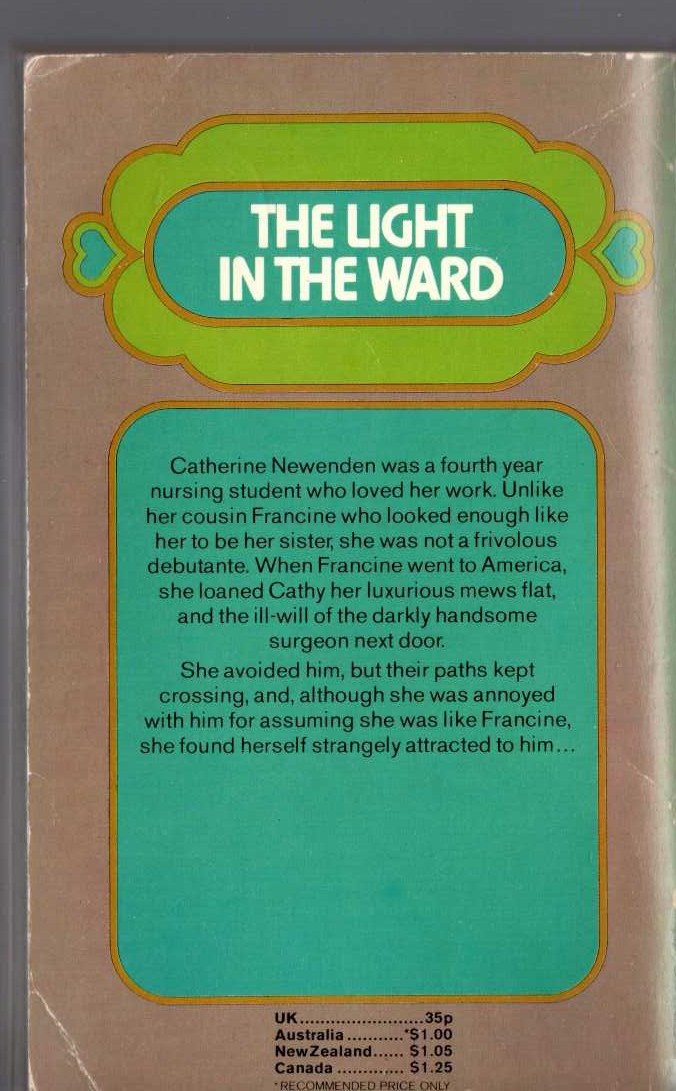 THE LIGHT
IN THE WARD
Catherine Newenden was a fourth year
nursing student who loved her work. Unlike
her cousin Francine who looked enough like
her to be her sister, she was not a frivolous
debutante. When Francine went to America,
she loaned Cathy her luxurious mews flat,
and the ill-will of the darkly handsome
surgeon next door.
She avoided him, but their paths kept
crossing, and, although she was annoyed
with him for assuming she was like Francine,
she found herself strangely attracted to him...
UK........................35p
Australia ...........*$1.00
New Zealand...... $1.05
Canada ............. $1.25
*RECOMMENDED PRICE ONLY